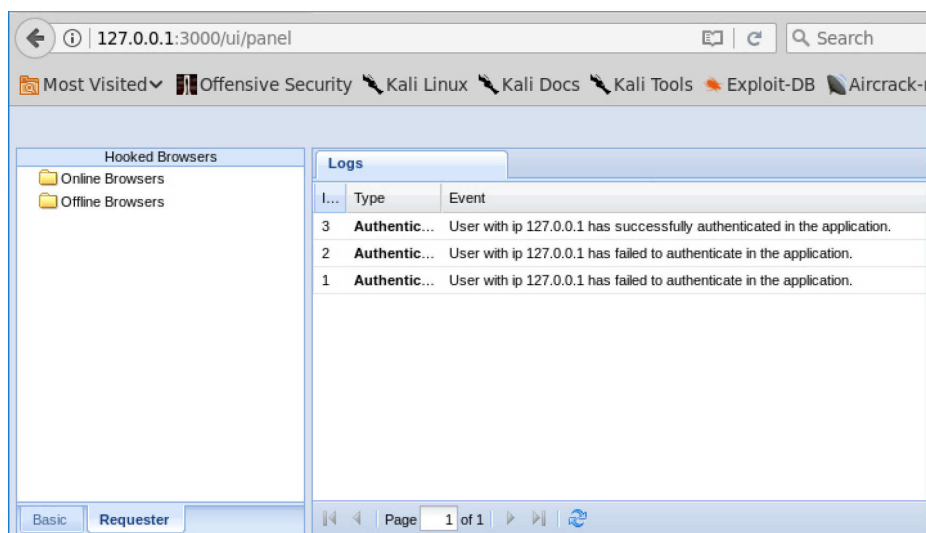 127.0.0.1:3000/ui/panel Search
Most Visited Offensive Security Kali Linux Kali Docs Kali Tools Exploit-DB Aircrack-
Hooked Browsers
Online Browsers
Offline Browsers
Logs
I... Type Event
3 Authentic... User with ip 127.0.0.1 has successfully authenticated in the application.
2 Authentic... User with ip 127.0.0.1 has failed to authenticate in the application.
1 Authentic... User with ip 127.0.0.1 has failed to authenticate in the application.
Basic Requester Page 1 of 1